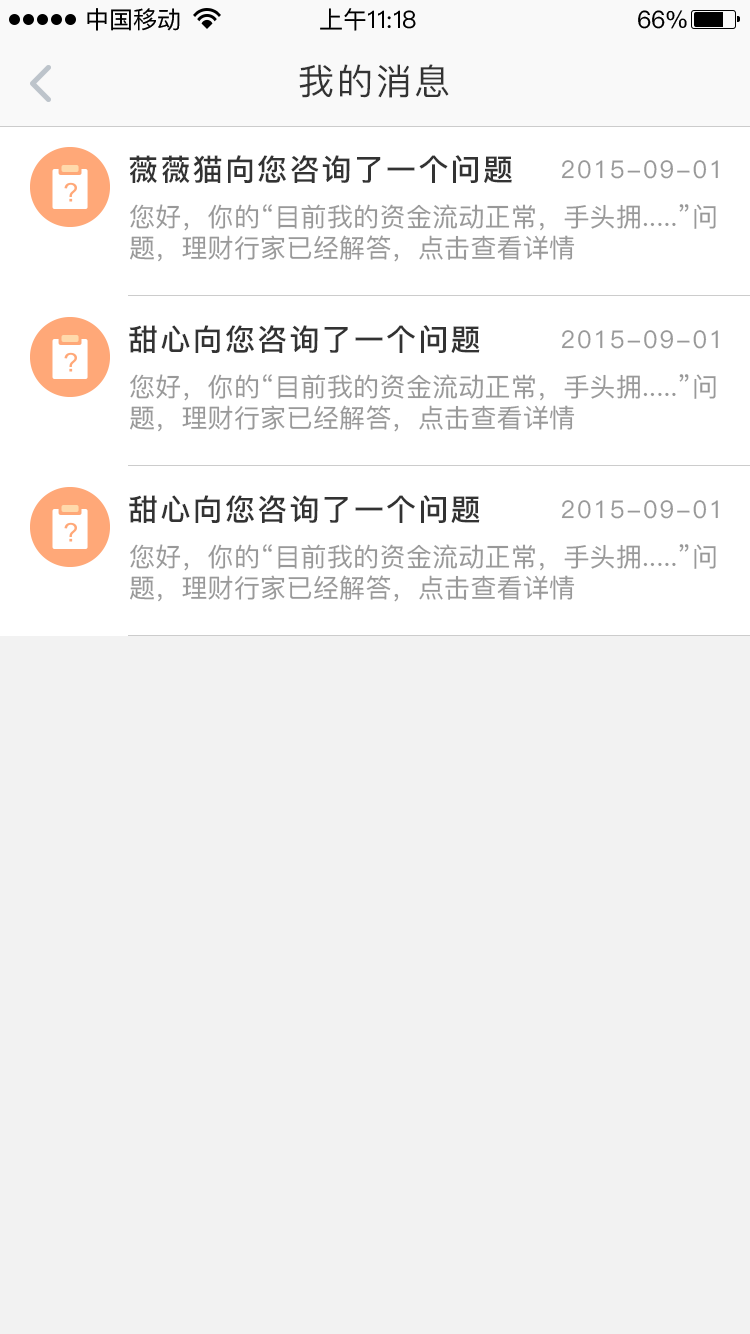 中国移动 上午11:18 66%
我的消息
薇薇猫向您咨询了一个问题 2015-09-01
?
您好，你的“目前我的资金流动正常，手头拥.....”问
题，理财行家已经解答，点击查看详情
甜心向您咨询了一个问题 2015-09-01
?
您好，你的“目前我的资金流动正常，手头拥.....”问
题，理财行家已经解答，点击查看详情
甜心向您咨询了一个问题 2015-09-01
?
您好，你的“目前我的资金流动正常，手头拥.....”问
题，理财行家已经解答，点击查看详情